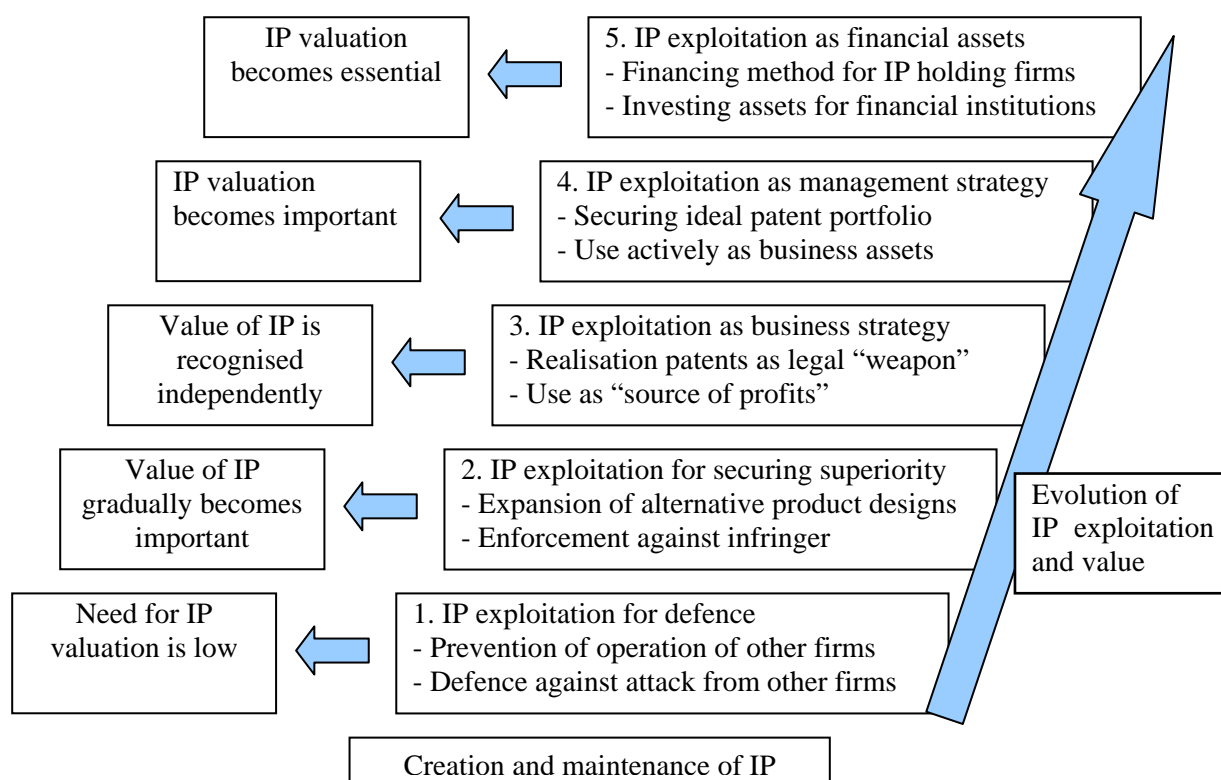 IP valuation
becomes essential
5. IP exploitation as financial assets
- Financing method for IP holding firms
- Investing assets for financial institutions
IP valuation
becomes important
4. IP exploitation as management strategy
- Securing ideal patent portfolio
- Use actively as business assets
Value of IP is
recognised
independently
3. IP exploitation as business strategy
- Realisation patents as legal “weapon”
- Use as “source of profits”
Value of IP
gradually becomes
important
2. IP exploitation for securing superiority
- Expansion of alternative product designs
- Enforcement against infringer
Evolution of
IP exploitation
and value
Need for IP
valuation is low
1. IP exploitation for defence
- Prevention of operation of other firms
- Defence against attack from other firms
Creation and maintenance of IP